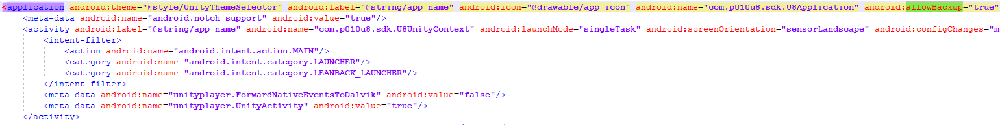 <application android:theme="@style/UnityThemeSelector" android:label="@string/app_name" android:icon="@drawable/app_icon" android:name="com.p010u8.sdk.U8Application" android:allowBackup="true"
<meta-data android:name="android.notch_support" android:value="true"/>
<activity android:label="@string/app_name" android:name="com.p010u8.sdk.U8UnityContext" android:launchMode="singleTask" android:screenOrientation="sensorLandscape" android:configChanges="m
<intent-filter>
<action android:name="android.intent.action.MAIN"/>
<category android:name="android.intent.category.LAUNCHER"/>
<category android:name="android.intent.category.LEANBACK_LAUNCHER"/>
</intent-filter>
<meta-data android:name="unityplayer.ForwardNativeEventsToDalvik" android:value="false"/>
<meta-data android:name="unityplayer.UnityActivity" android:value="true"/>
</activity>